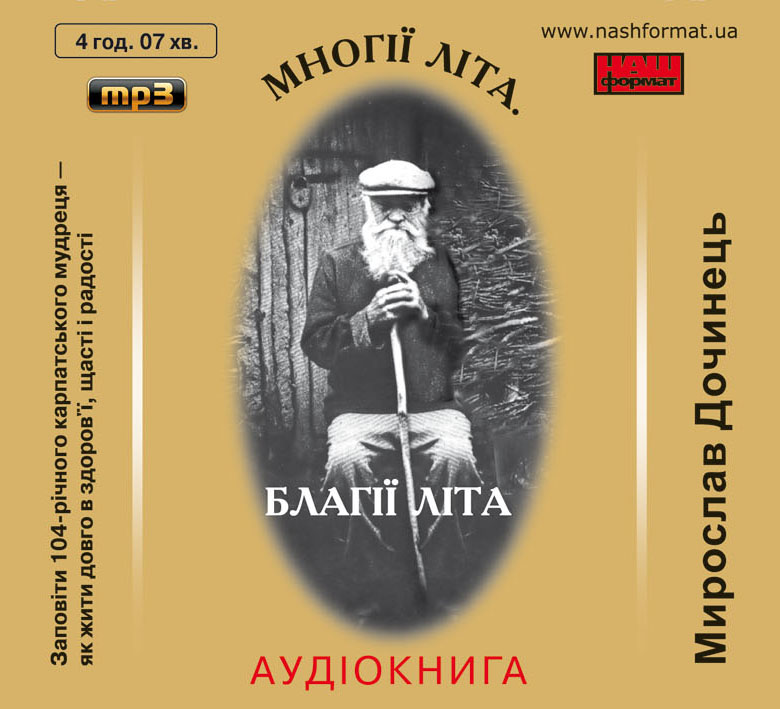 4 год. 07 хв.
mp3
МНОГІЇ ЛІТА.
www.nashformat.ua
НАШ
формат
Заповіти 104-річного карпатського мудреця —
як жити довго в здоров'ї, щасті і радості
БЛАГІЇ ЛІТА
Мирослав Дочинець
АУДІОКНИГА